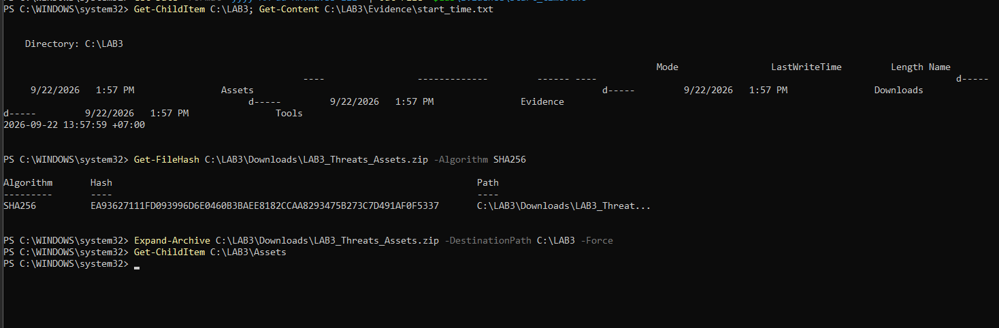 PS C:\WINDOWS\system32> Get-ChildItem C:\LAB3; Get-Content C:\LAB3\Evidence\start_time.txt
Directory: C:\LAB3
Mode LastWriteTime Length Name
---- ------------- ------ ---- d-----
9/22/2026 1:57 PM Assets d----- 9/22/2026 1:57 PM Downloads
d----- 9/22/2026 1:57 PM Evidence
d----- 9/22/2026 1:57 PM Tools
2026-09-22 13:57:59 +07:00
PS C:\WINDOWS\system32> Get-FileHash C:\LAB3\Downloads\LAB3_Threats_Assets.zip -Algorithm SHA256
Algorithm Hash Path
--------- ---- ----
SHA256 EA93627111FD093996D6E0460B3BAEE8182CCAA8293475B273C7D491AF0F5337 C:\LAB3\Downloads\LAB3_Threat...
PS C:\WINDOWS\system32> Expand-Archive C:\LAB3\Downloads\LAB3_Threats_Assets.zip -DestinationPath C:\LAB3 -Force
PS C:\WINDOWS\system32> Get-ChildItem C:\LAB3\Assets
PS C:\WINDOWS\system32>